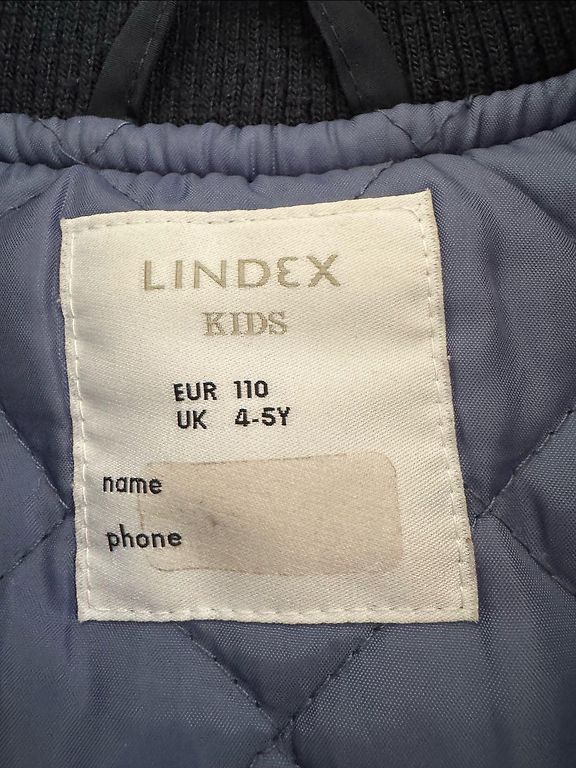 LINDEX
KIDS
EUR 110
UK 4-5Y
name
phone